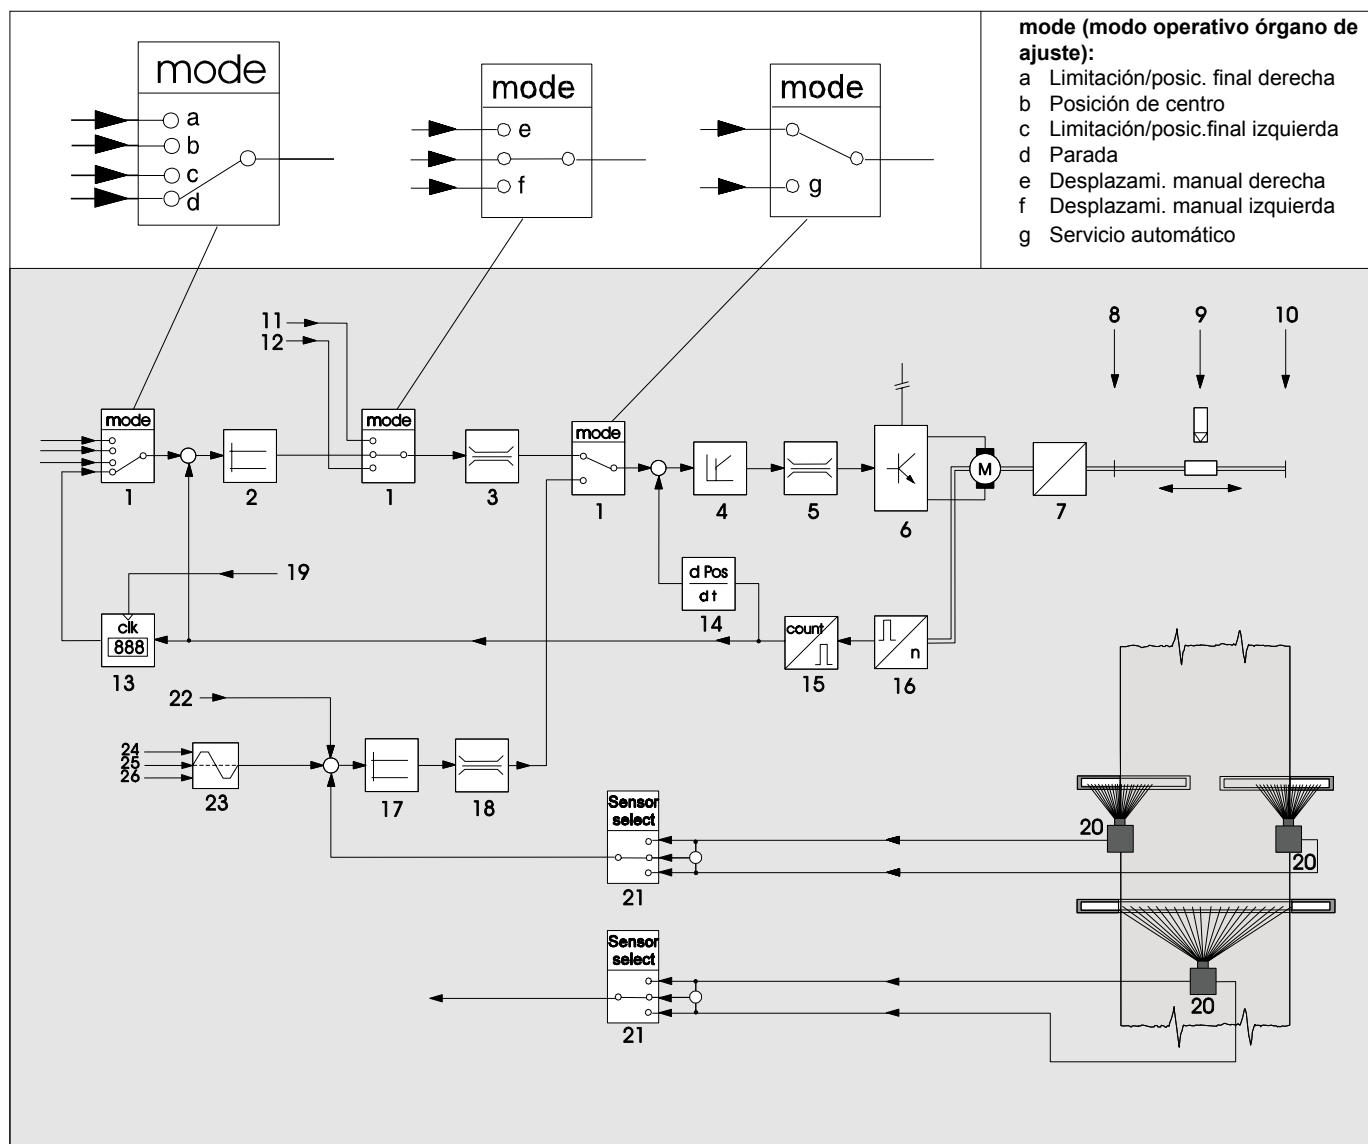 mode
a
b
c
d
mode
e
f
mode
g
mode (modo operativo órgano de
ajuste):
a Limitación/posic. final derecha
b Posición de centro
c Limitación/posic.final izquierda
d Parada
e Desplazami. manual derecha
f Desplazami. manual izquierda
g Servicio automático
11
12
8
9
10
mode
1
2
mode
1
3
mode
1
4
5
6
M
7
19
clk
888
13
d Pos
dt
14
count
15
n
16
22
24
25
26
23
17
18
Sensor
select
21
20
20
Sensor
select
21
20